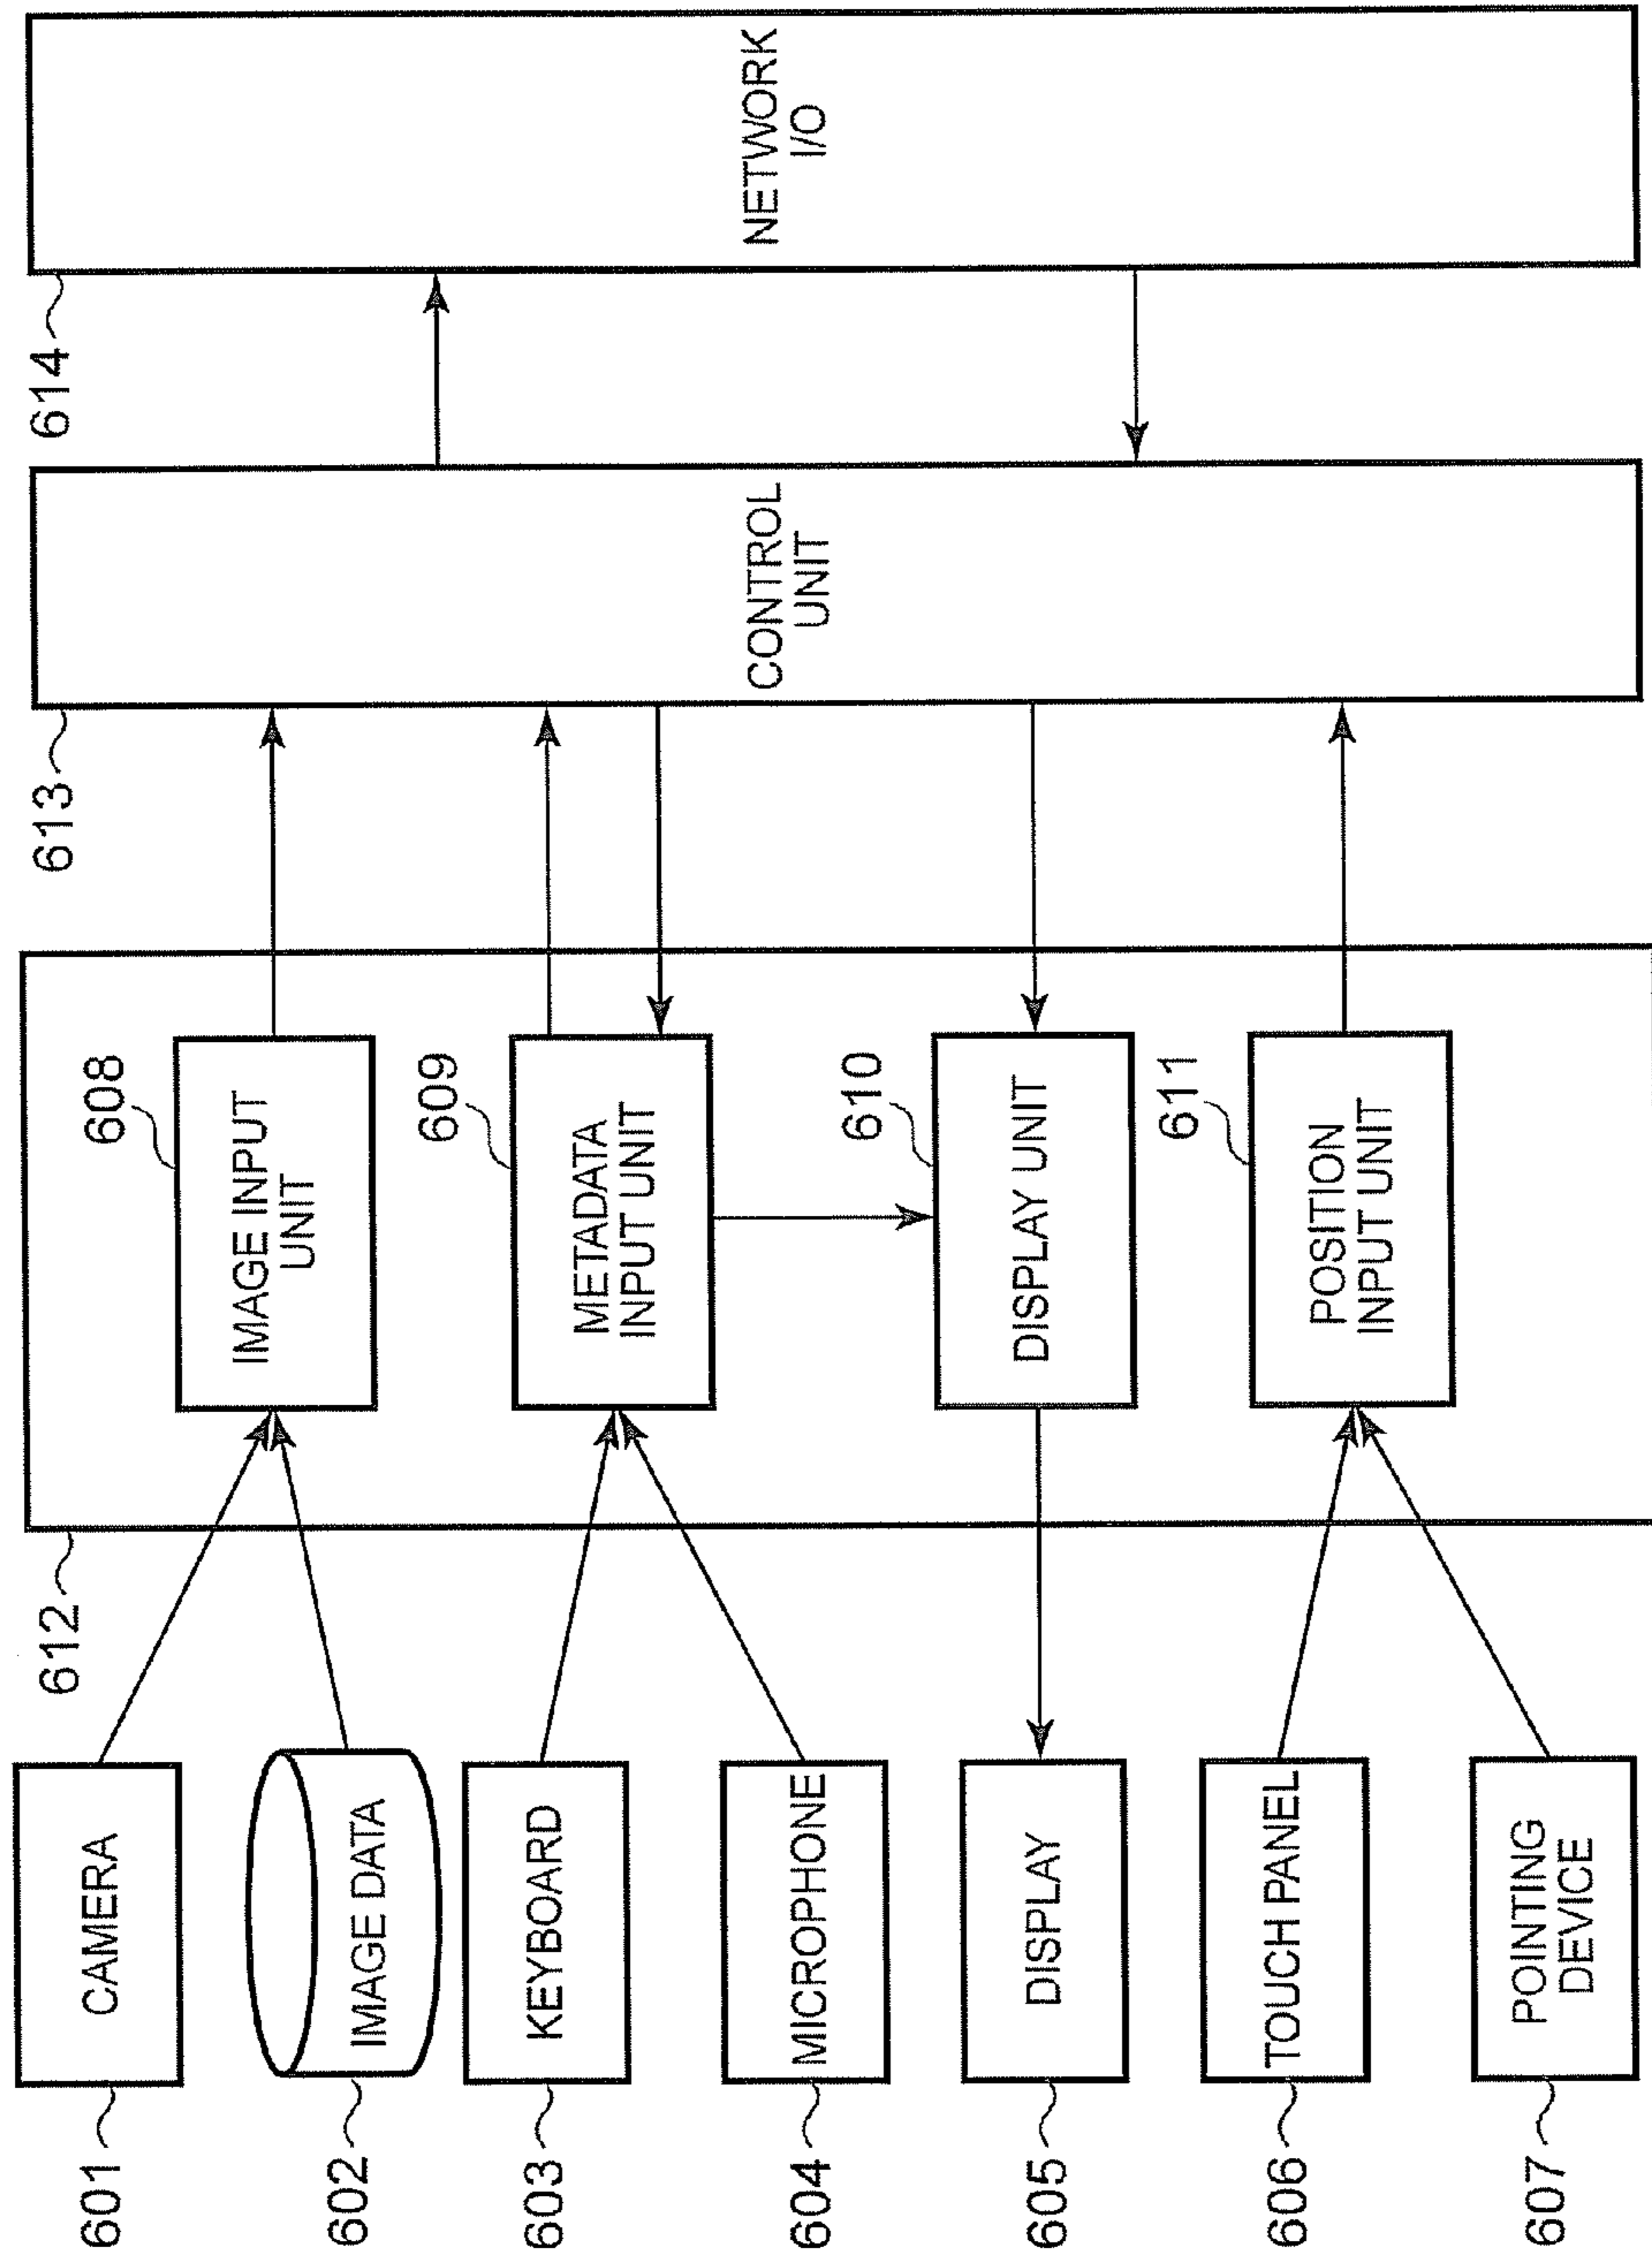 601
CAMERA
602
IMAGE DATA
603
KEYBOARD
604
MICROPHONE
605
DISPLAY
606
TOUCH PANEL
607
POINTING
DEVICE
612
608
IMAGE INPUT
UNIT
609
METADATA
INPUT UNIT
610
DISPLAY UNIT
611
POSITION
INPUT UNIT
613
CONTROL
UNIT
614
NETWORK
I/O